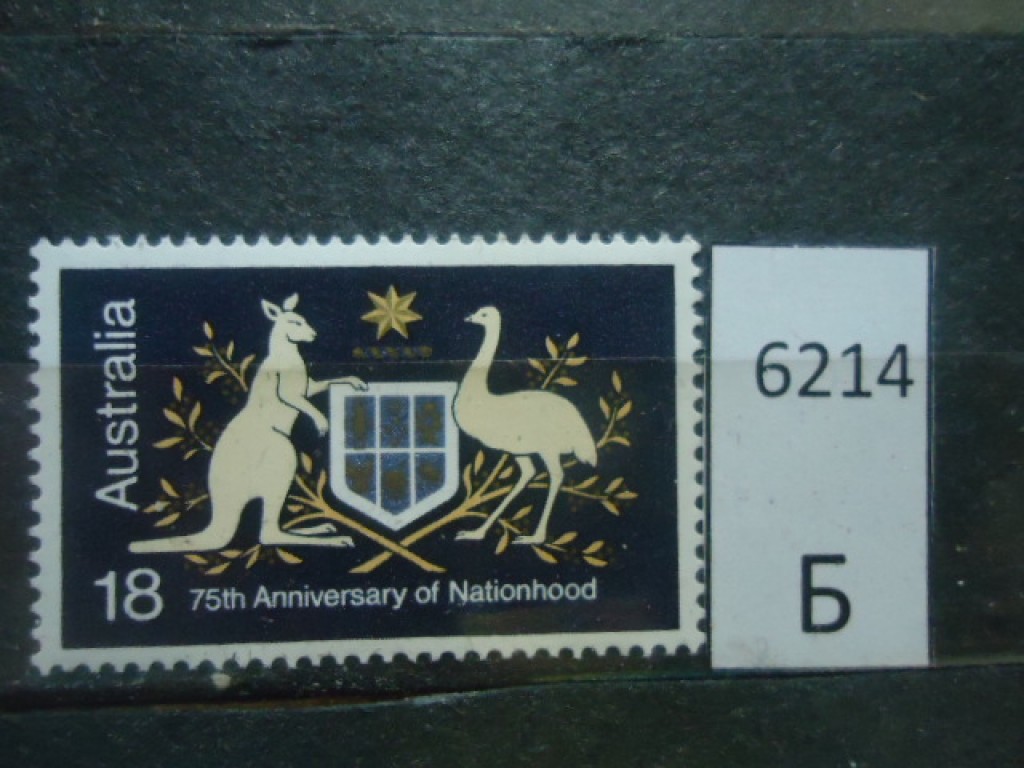 Australia
18
75th Anniversary of Nationhood
6214
Б